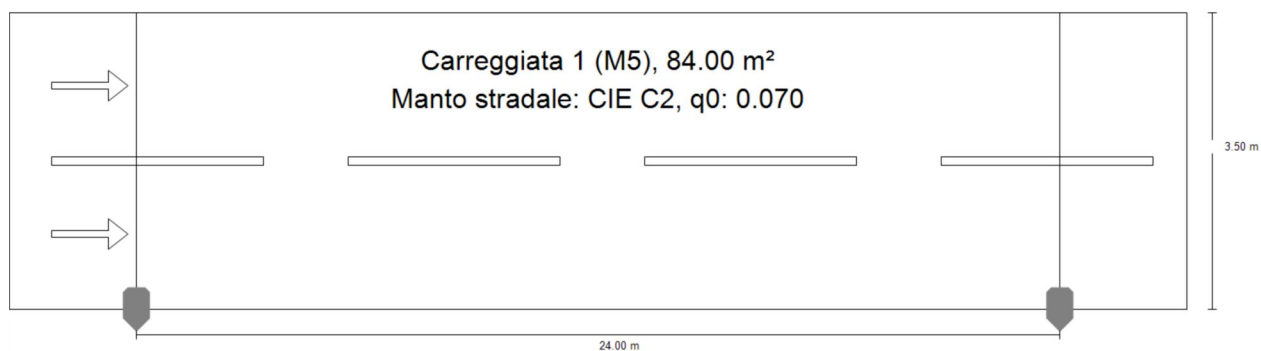 Carreggiata 1 (M5), 84.00 m²
Manto stradale: CIE C2, q0: 0.070
3.50 m
24.00 m